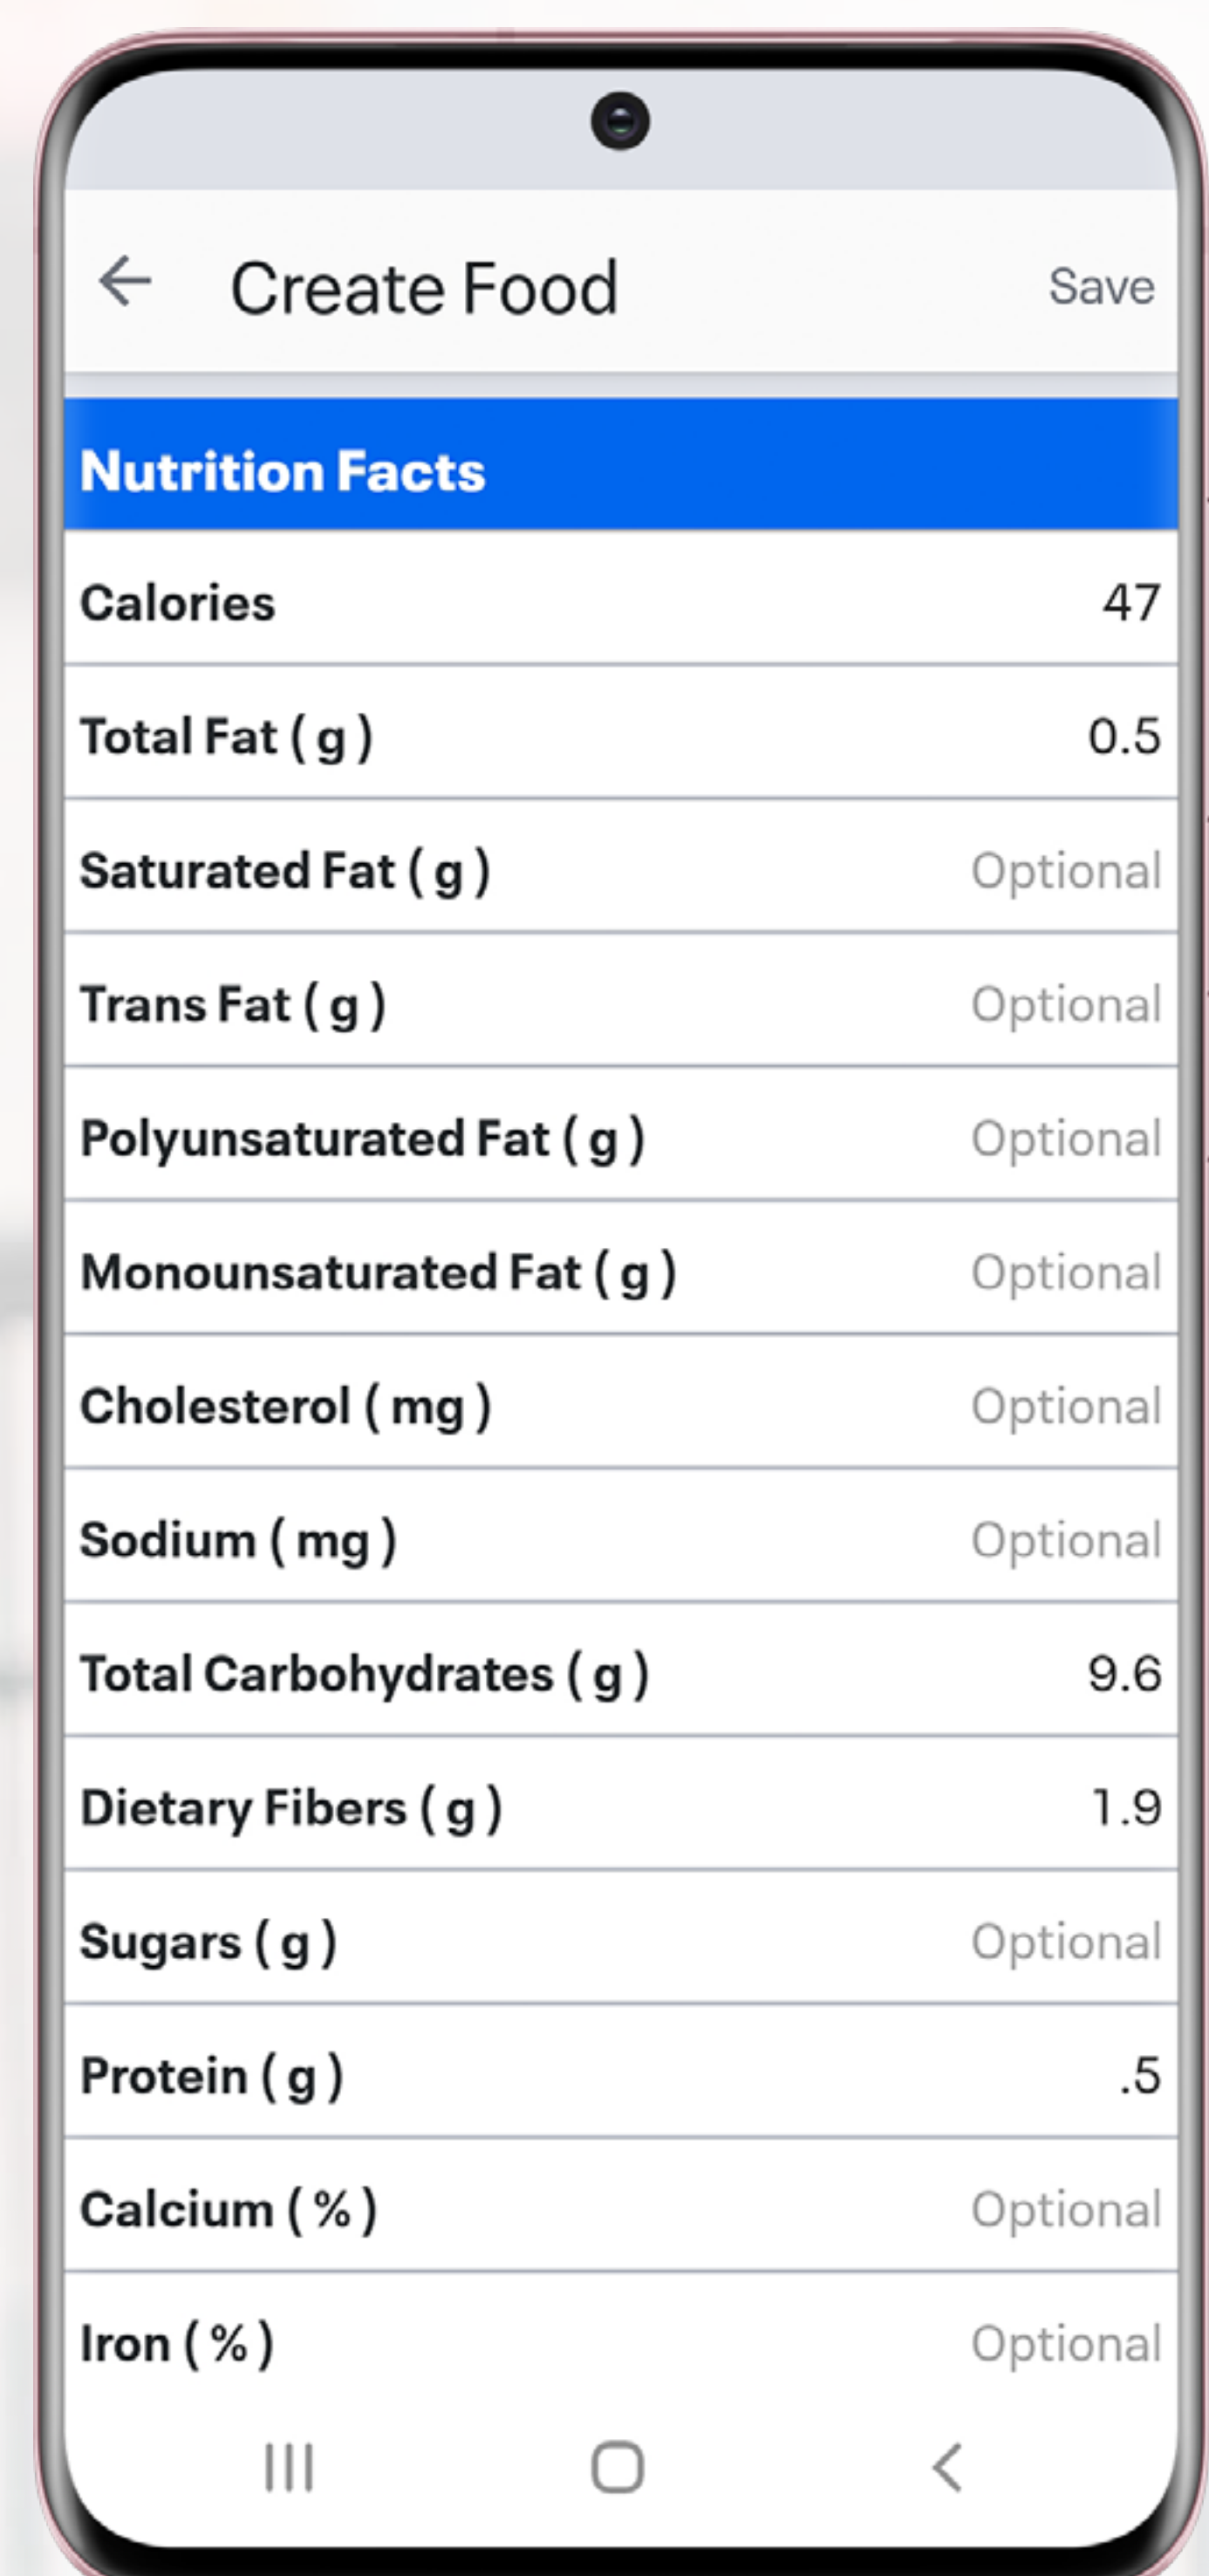 Create Food Save
Nutrition Facts
Calories 47
Total Fat ( g ) 0.5
Saturated Fat ( g ) Optional
Trans Fat ( g ) Optional
Polyunsaturated Fat ( g ) Optional
Monounsaturated Fat ( g ) Optional
Cholesterol ( mg ) Optional
Sodium ( mg ) Optional
Total Carbohydrates ( g ) 9.6
Dietary Fibers ( g ) 1.9
Sugars ( g ) Optional
Protein ( g ) .5
Calcium ( % ) Optional
Iron ( % ) Optional